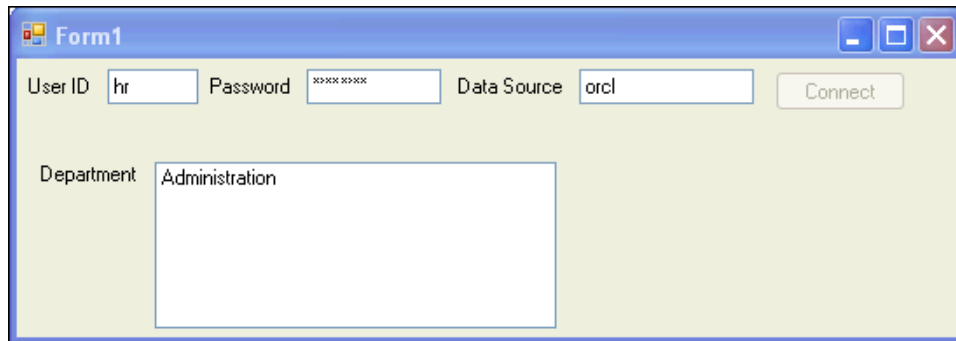 Form1
User ID hr Password ******** Data Source orcl Connect
Department Administration